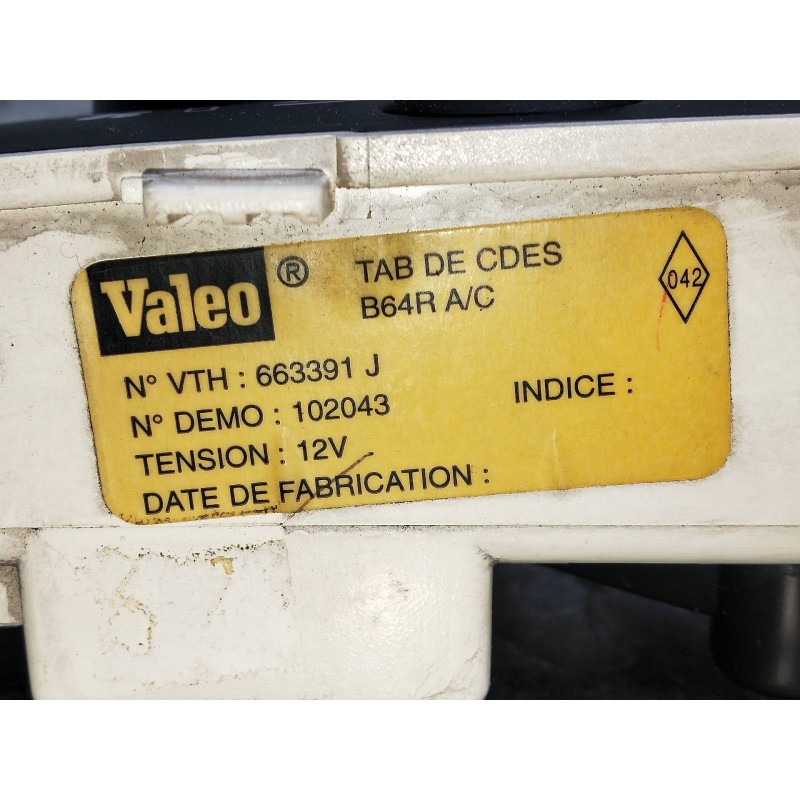 Valeo ®
TAB DE CDES
B64R A/C
042
N° VTH : 663391 J
N° DEMO : 102043
INDICE :
TENSION : 12V
DATE DE FABRICATION :